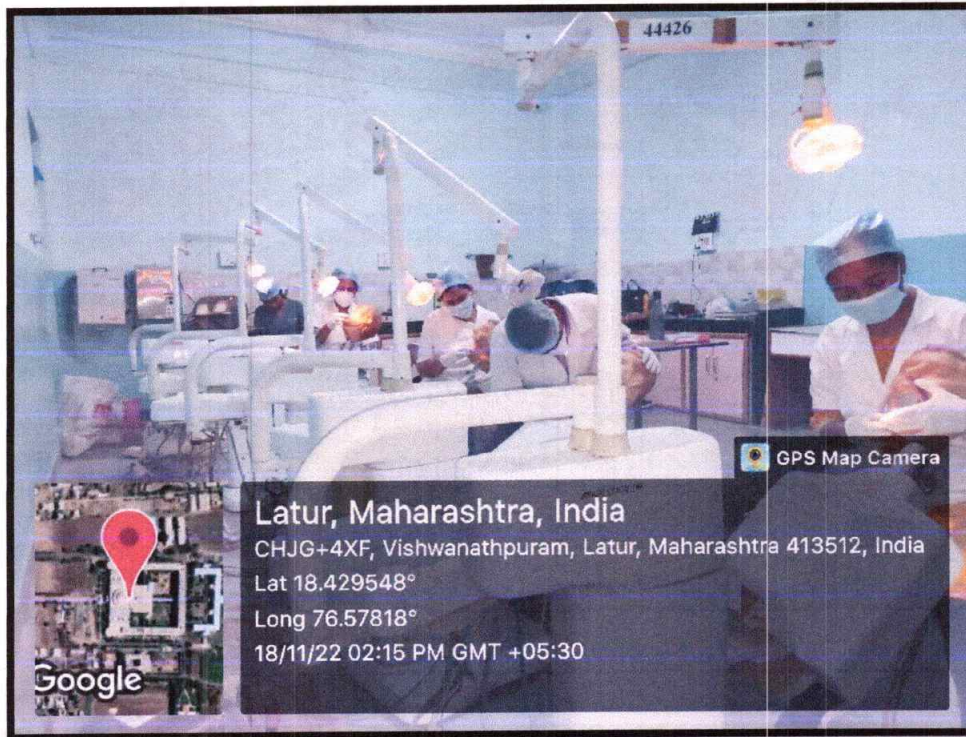 44426
GPS Map Camera
Latur, Maharashtra, India
CHJG+4XF, Vishwanathpuram, Latur, Maharashtra 413512, India
Lat 18.429548°
Long 76.57818°
18/11/22 02:15 PM GMT +05:30
Google